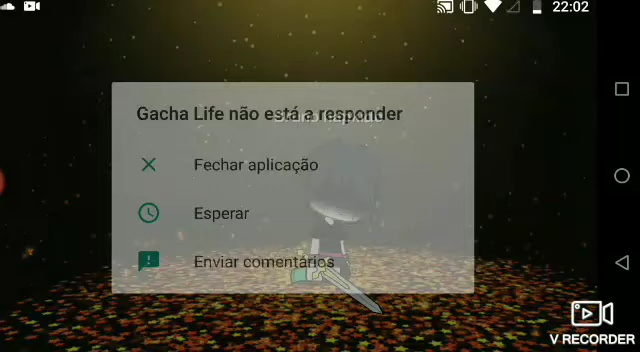 22:02
Gacha Life não está a responder
Fechar aplicação
Esperar
Enviar comentários
V RECORDER